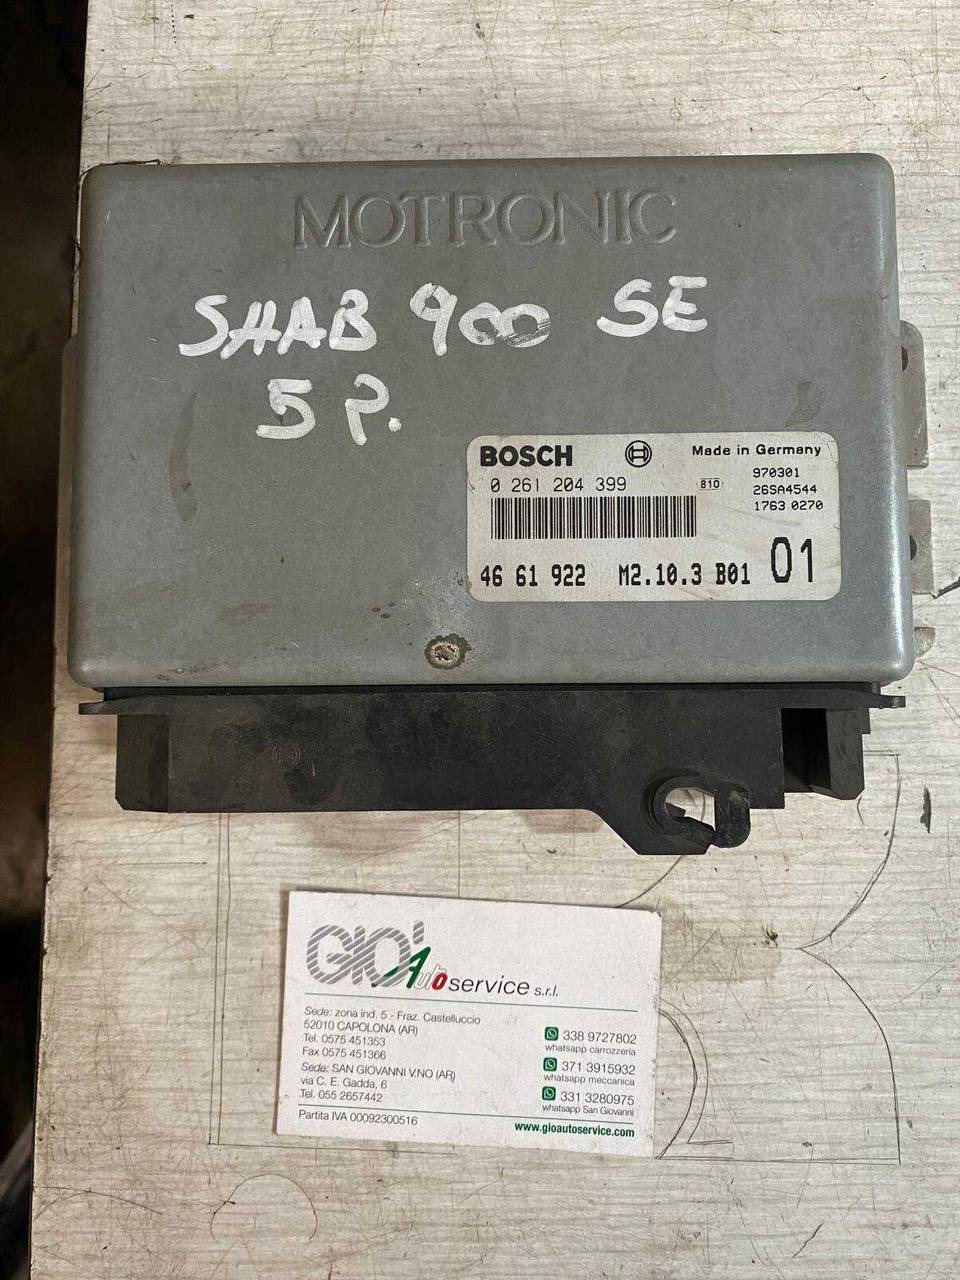 MOTRONIC
SHAB 900 SE
5 P.
BOSCH Made in Germany
0 261 204 399 810 970301
26SA4544
1763 0270
46 61 922 M2.10.3 B01 01
GIO' Auto service s.r.l.
Sede: zona ind. 5 - Fraz. Castelluccio
52010 CAPOLONA (AR)
Tel. 0575 451353
Fax 0575 451366
Sede: SAN GIOVANNI V.NO (AR)
via C. E. Gadda, 6
Tel. 055 2657442
Partita IVA 00092300516
338 9727802
whatsapp carrozzeria
371 3915932
whatsapp meccanica
331 3280975
whatsapp San Giovanni
www.gioautoservice.com